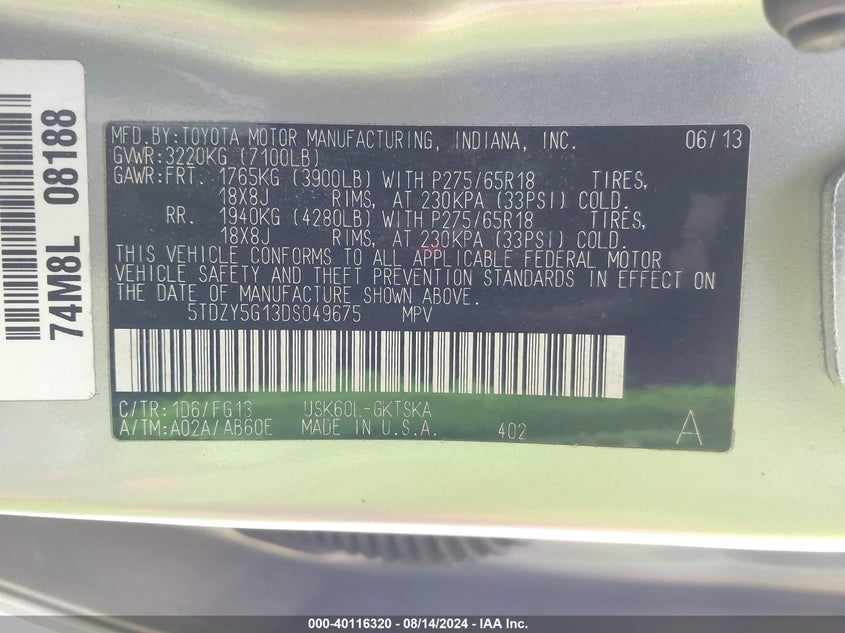 MFD.BY:TOYOTA MOTOR MANUFACTURING, INDIANA, INC. 06/13
GVWR:3220KG (7100LB)
GAWR:FRT. 1765KG (3900LB) WITH P275/65R18 TIRES,
18X8J RIMS, AT 230KPA (33PSI) COLD.
RR. 1940KG (4280LB) WITH P275/65R18 TIRES,
18X8J RIMS, AT 230KPA (33PSI) COLD.
THIS VEHICLE CONFORMS TO ALL APPLICABLE FEDERAL MOTOR
VEHICLE SAFETY AND THEFT PREVENTION STANDARDS IN EFFECT ON
THE DATE OF MANUFACTURE SHOWN ABOVE.
5TDZY5G13DS049675 MPV
C/TR:1D6/FG13 USK60L-GKTSKA
A/TM:A02A/AB60E MADE IN U.S.A. 402 A
74M8L 08188
000-40116320 - 08/14/2024 - IAA Inc.